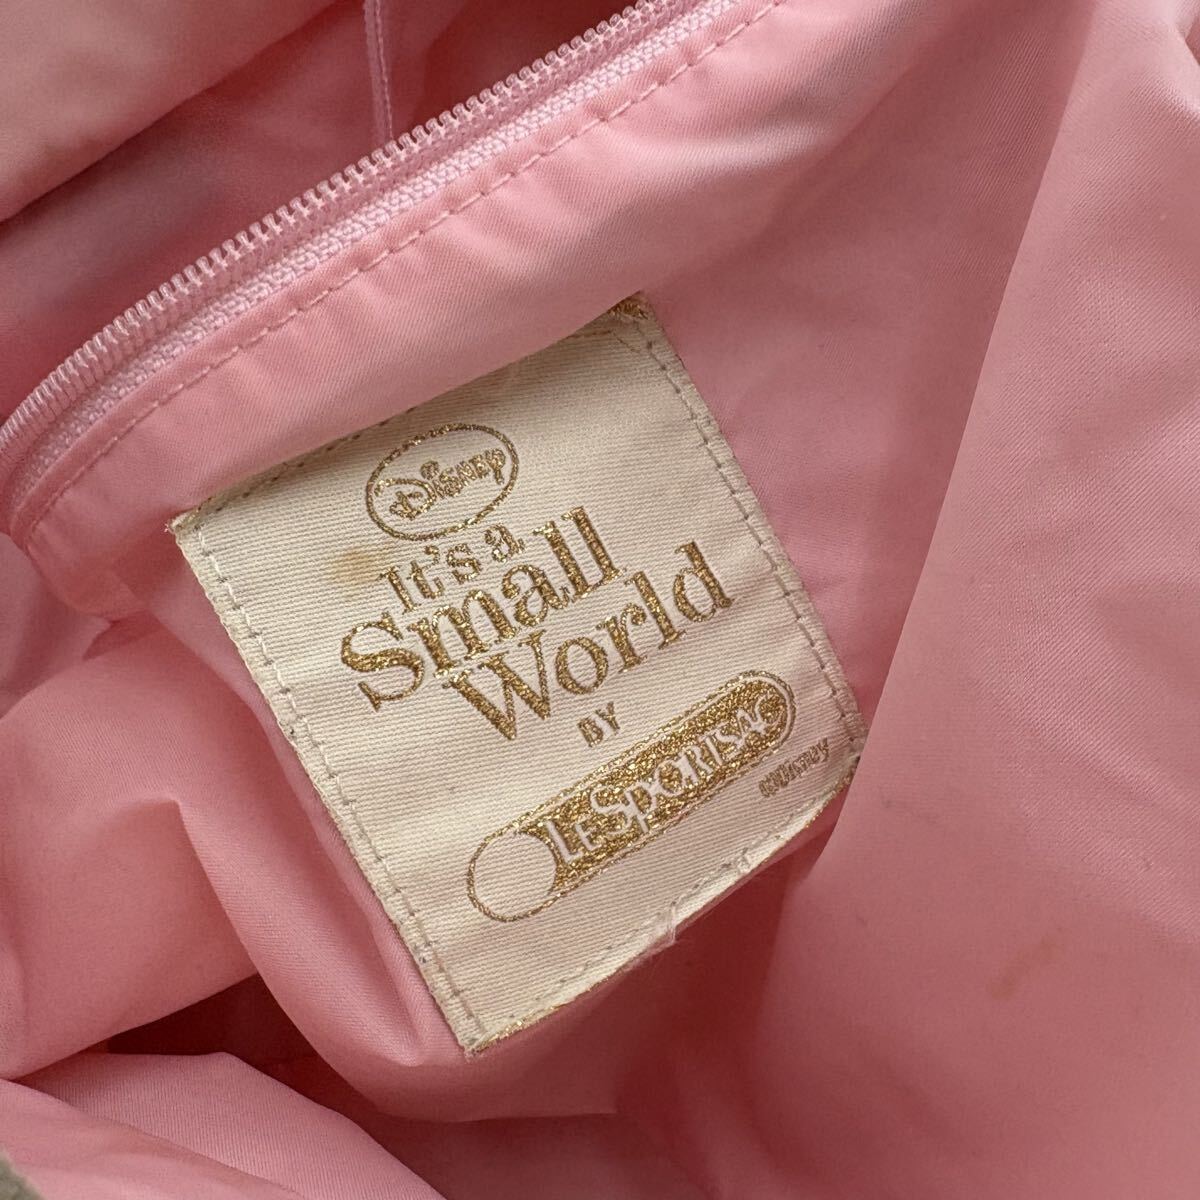 Disney
It's a
Small
World
BY
LeSportsac
©DISNEY